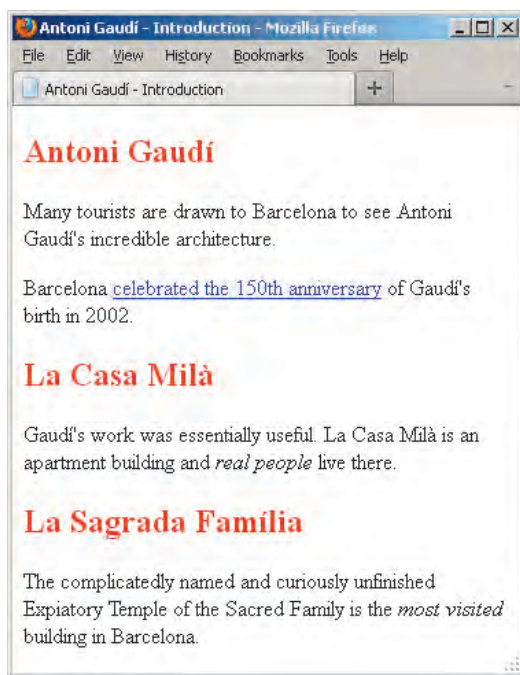 Antoni Gaudí - Introduction - Mozilla Firefox
File Edit View History Bookmarks Tools Help
Antoni Gaudí - Introduction
Antoni Gaudí
Many tourists are drawn to Barcelona to see Antoni
Gaudí's incredible architecture.
Barcelona celebrated the 150th anniversary of Gaudí's
birth in 2002.
La Casa Milà
Gaudí's work was essentially useful. La Casa Milà is an
apartment building and real people live there.
La Sagrada Família
The complicatedly named and curiously unfinished
Expiatory Temple of the Sacred Family is the most visited
building in Barcelona.